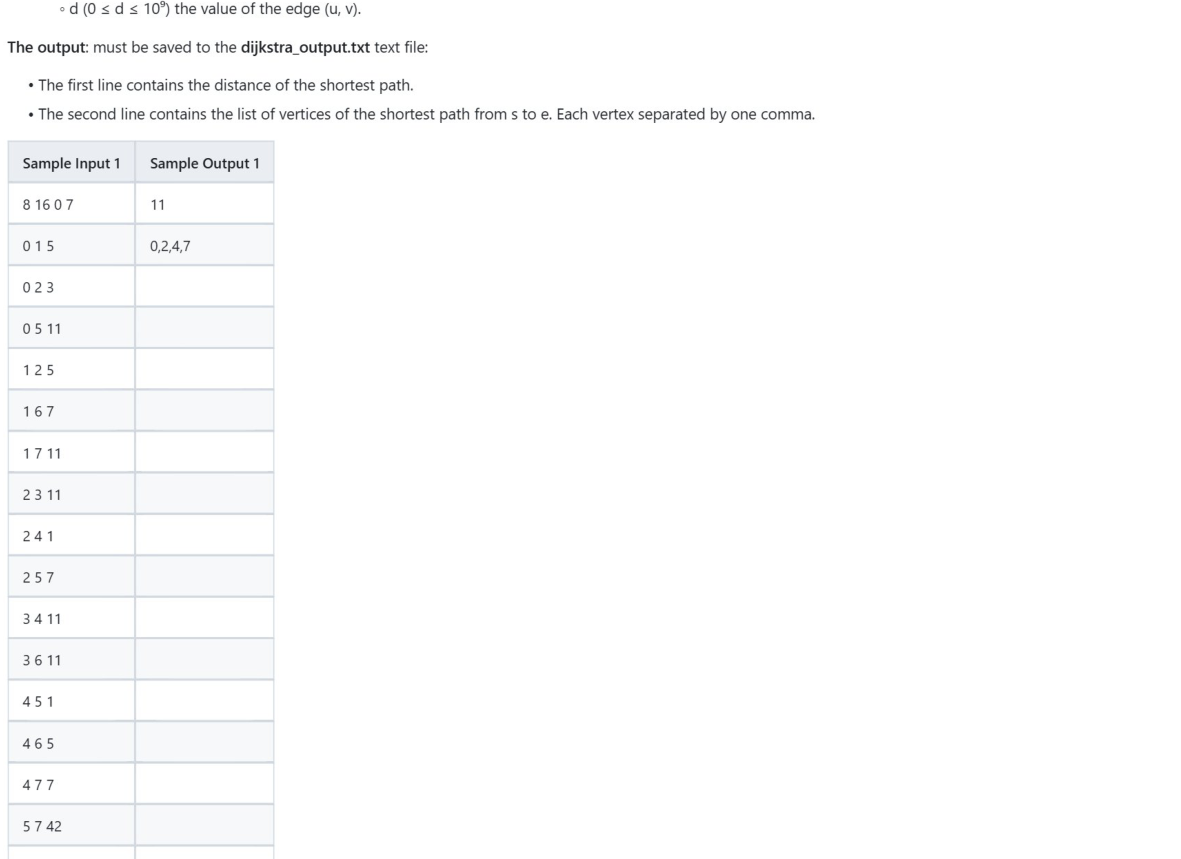 ◦ d (0 ≤ d ≤ 10⁹) the value of the edge (u, v).
The output: must be saved to the dijkstra_output.txt text file:
• The first line contains the distance of the shortest path.
• The second line contains the list of vertices of the shortest path from s to e. Each vertex separated by one comma.
Sample Input 1 Sample Output 1
8 16 0 7 11
0 1 5 0,2,4,7
0 2 3
0 5 11
1 2 5
1 6 7
1 7 11
2 3 11
2 4 1
2 5 7
3 4 11
3 6 11
4 5 1
4 6 5
4 7 7
5 7 42